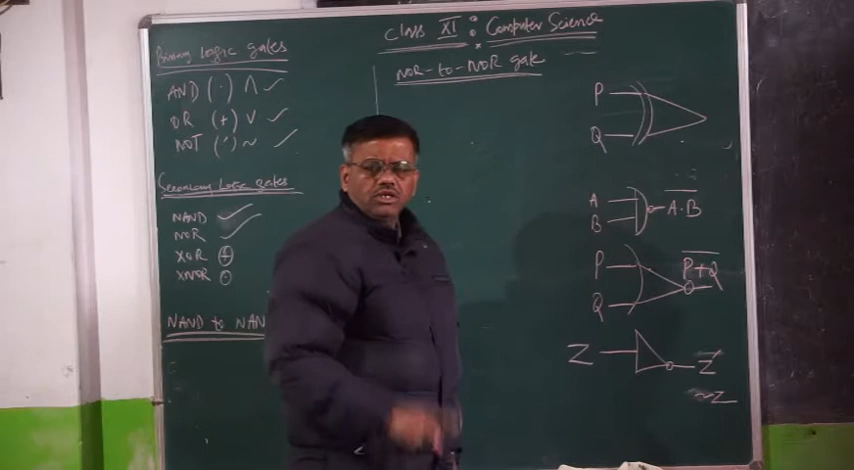 Class XI : Computer Science
NOR-to-NOR gate
Binary Logic gates
AND (·) ∧ ✓
OR (+) ∨ ✓
NOT (') ~ ✓
Secondary Logic gates
NAND ✓
NOR ✓
XOR ⊕
XNOR ⊙
NAND to NAN
P
Q
A
B
A·B
P
Q
P+Q
Z
Z
~Z